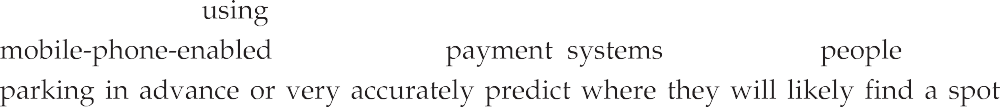 using
mobile-phone-enabled payment systems people
parking in advance or very accurately predict where they will likely find a spot